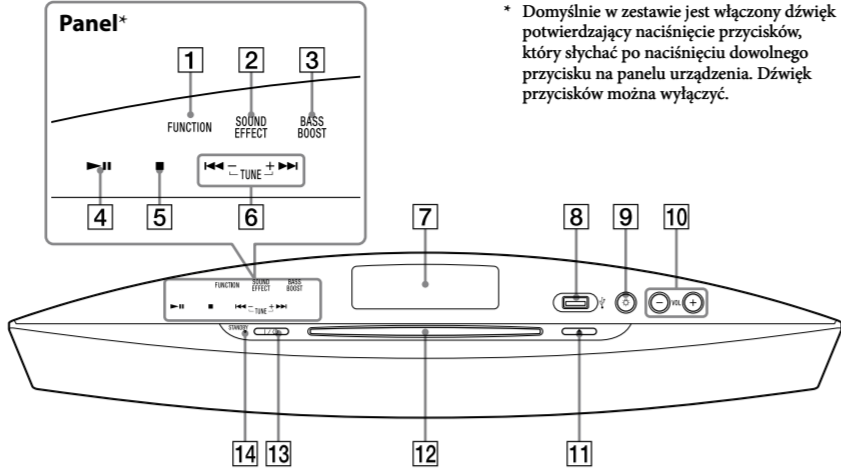 Panel*
1 2 3
FUNCTION SOUND EFFECT BASS BOOST
⏮ − + ⏭
TUNE
►II ■
4 5 6
* Domyślnie w zestawie jest włączony dźwięk
potwierdzający naciśnięcie przycisków,
który słychać po naciśnięciu dowolnego
przycisku na panelu urządzenia. Dźwięk
przycisków można wyłączyć.
7 8 9 10
FUNCTION SOUND EFFECT BASS BOOST
►II ■ ⏮ − + ⏭
TUNE
− VOL +
STANDBY
I/⏻
14 13 12 11